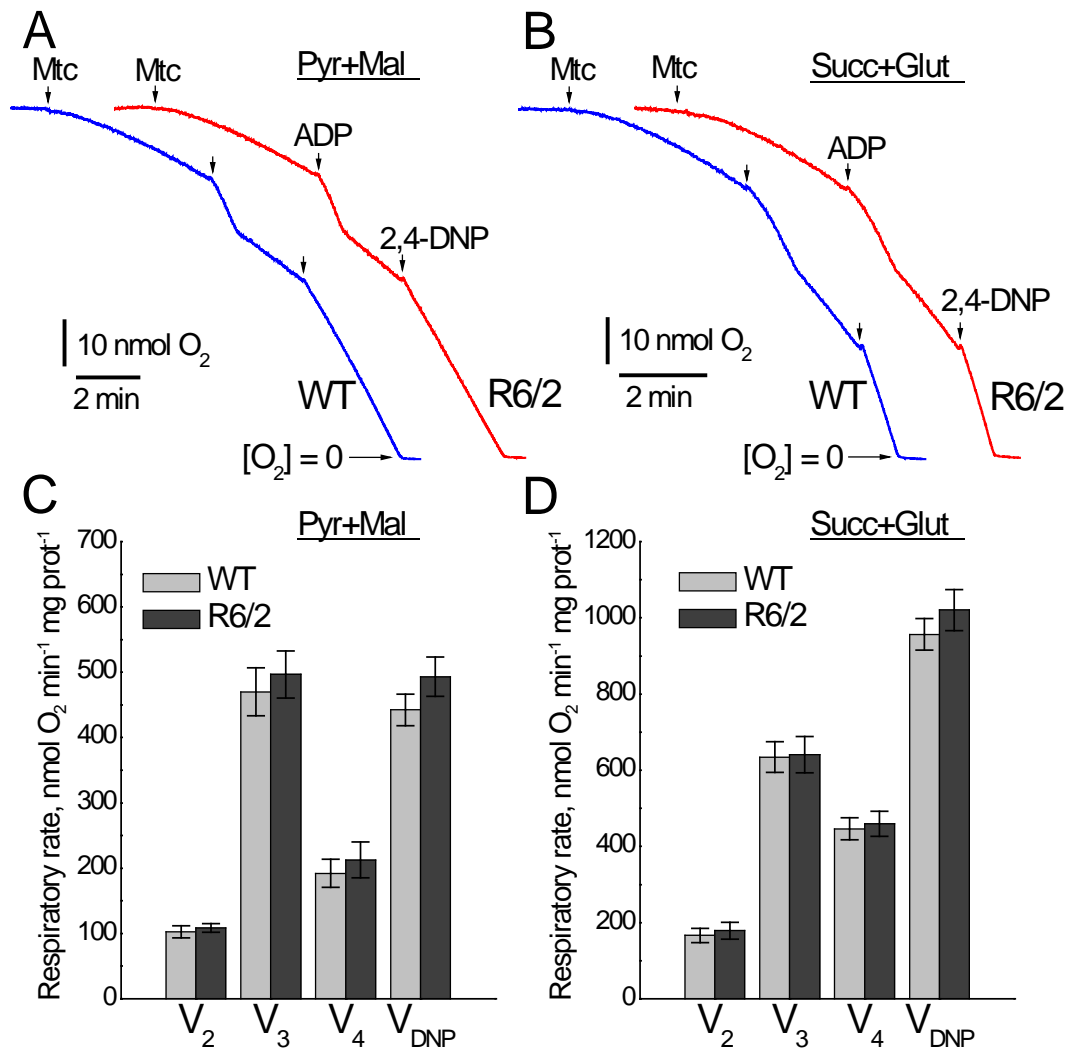 A
Pyr+Mal
Mtc
Mtc
ADP
2,4-DNP
10 nmol O₂
2 min
WT
R6/2
[O₂] = 0
B
Succ+Glut
Mtc
Mtc
ADP
2,4-DNP
10 nmol O₂
2 min
WT
R6/2
[O₂] = 0
C
Pyr+Mal
Respiratory rate, nmol O₂ min⁻¹ mg prot⁻¹
700
600
500
400
300
200
100
0
WT
R6/2
V₂ V₃ V₄ V_DNP
D
Succ+Glut
Respiratory rate, nmol O₂ min⁻¹ mg prot⁻¹
1200
1000
800
600
400
200
0
WT
R6/2
V₂ V₃ V₄ V_DNP